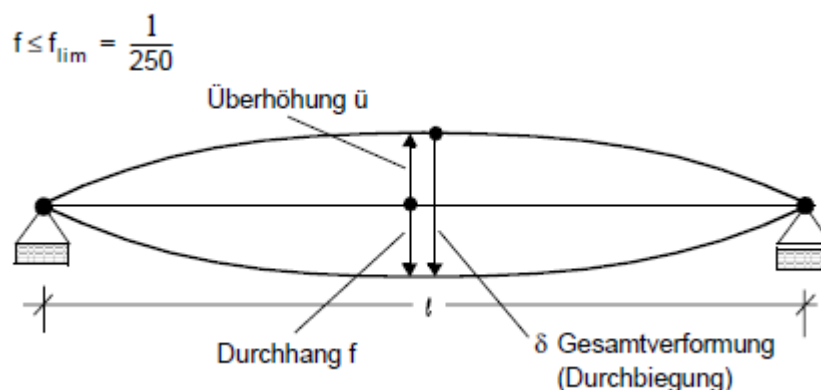 f ≤ f_lim = 1/250
Überhöhung ü
ℓ
Durchhang f
δ Gesamtverformung
(Durchbiegung)